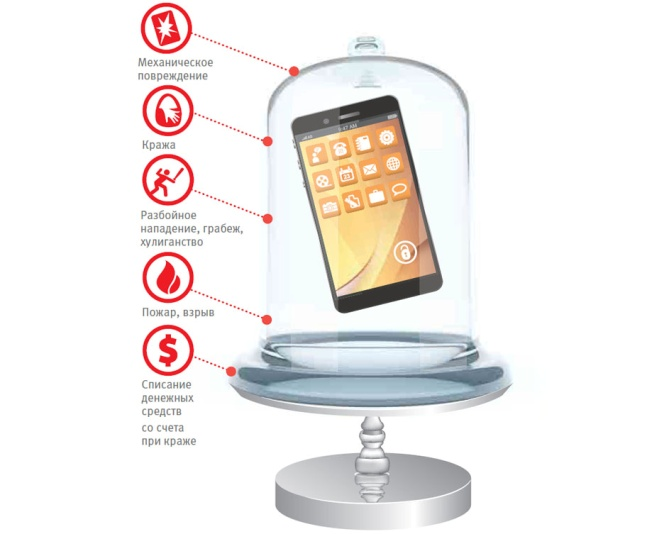 Механическое
повреждение
Кража
Разбойное
нападение, грабеж,
хулиганство
Пожар, взрыв
$
Списание
денежных
средств
со счета
при краже